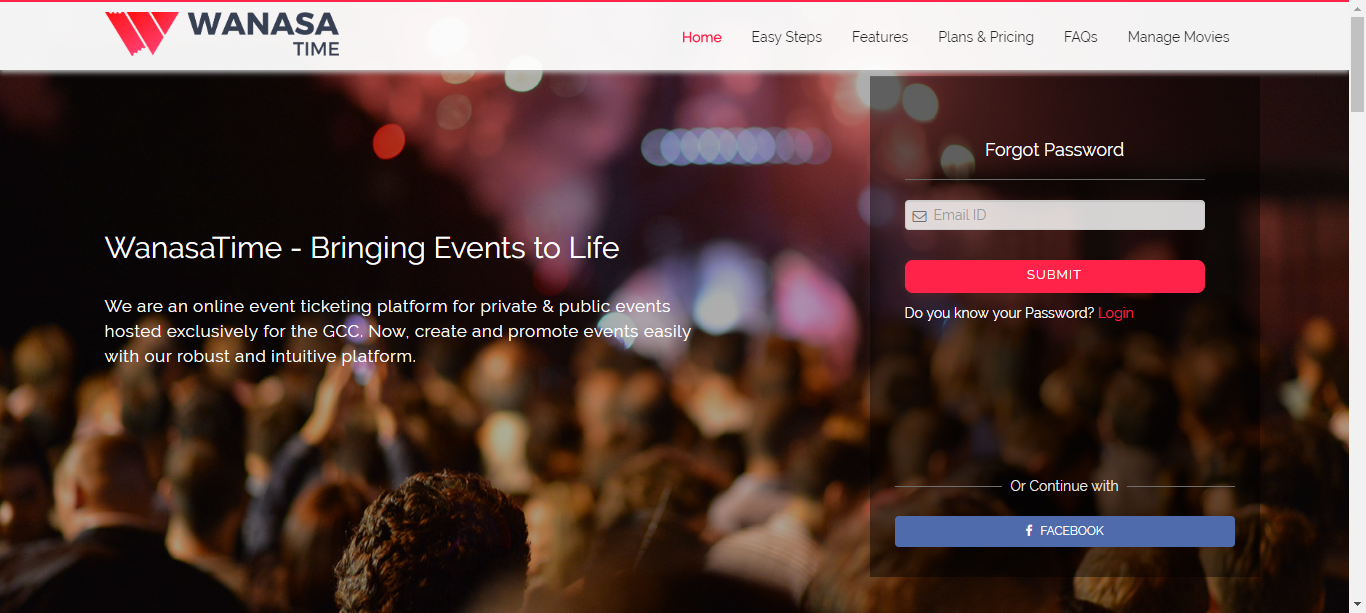 WANASA
TIME
Home
Easy Steps
Features
Plans & Pricing
FAQs
Manage Movies
WanasaTime - Bringing Events to Life
We are an online event ticketing platform for private & public events
hosted exclusively for the GCC. Now, create and promote events easily
with our robust and intuitive platform.
Forgot Password
Email ID
SUBMIT
Do you know your Password? Login
Or Continue with
f FACEBOOK